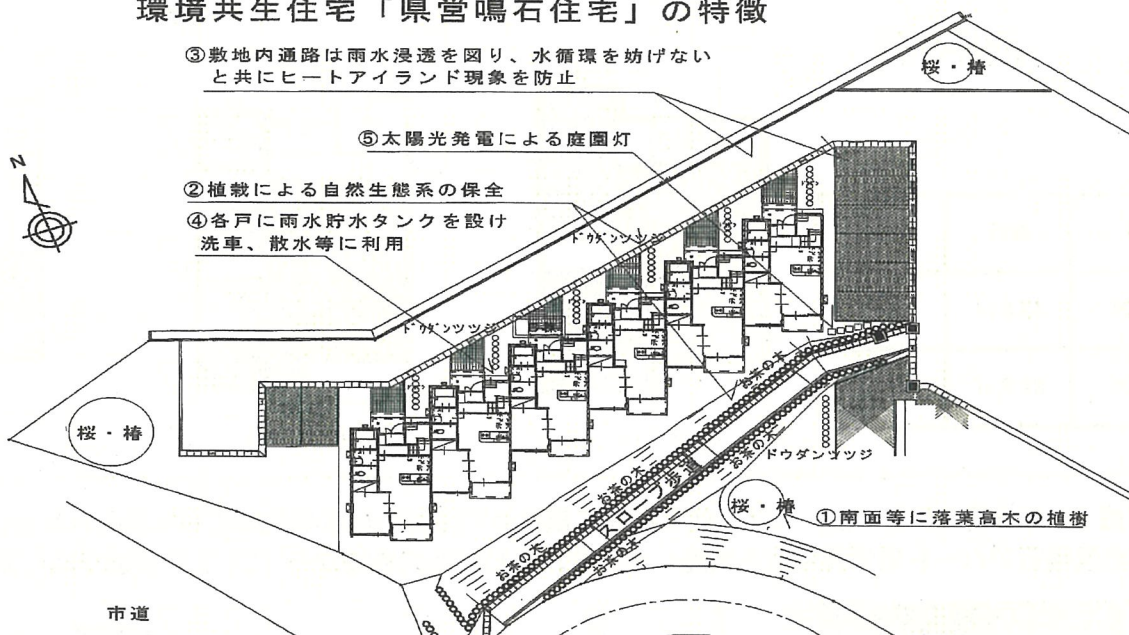 環境共生住宅「県営鳴石住宅」の特徴
③敷地内通路は雨水浸透を図り、水循環を妨げない
と共にヒートアイランド現象を防止
桜・椿
⑤太陽光発電による庭園灯
N
②植栽による自然生態系の保全
④各戸に雨水貯水タンクを設け
洗車、散水等に利用
ドウダンツツジ
ドウダンツツジ
お茶の木
桜・椿
お茶の木
ドウダンツツジ
お茶の木
スロープ歩道
桜・椿
①南面等に落葉高木の植樹
お茶の木
お茶の木
市道